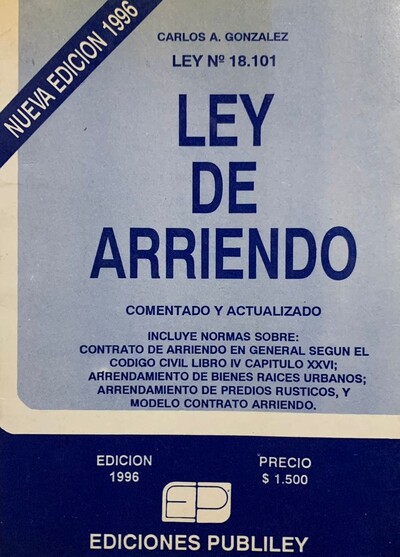 NUEVA EDICION 1996
CARLOS A. GONZALEZ
LEY Nº 18.101
LEY
DE
ARRIENDO
COMENTADO Y ACTUALIZADO
INCLUYE NORMAS SOBRE:
CONTRATO DE ARRIENDO EN GENERAL SEGUN EL
CODIGO CIVIL LIBRO IV CAPITULO XXVI;
ARRENDAMIENTO DE BIENES RAICES URBANOS;
ARRENDAMIENTO DE PREDIOS RUSTICOS, Y
MODELO CONTRATO ARRIENDO.
EDICION
1996
PRECIO
$ 1.500
EP
EDICIONES PUBLILEY